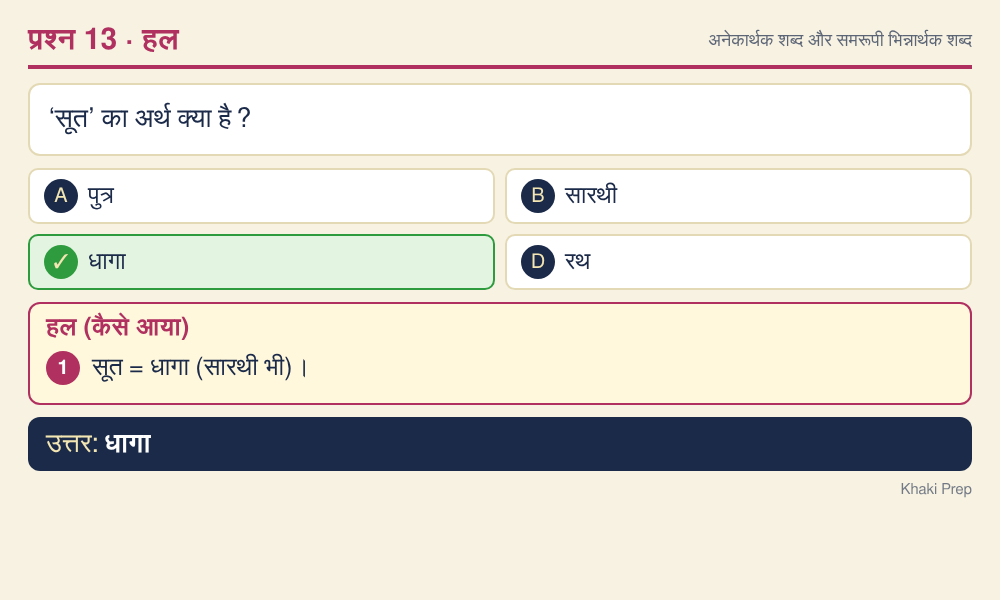 प्रश्न 13 · हल
अनेकार्थक शब्द और समरूपी भिन्नार्थक शब्द
‘सूत’ का अर्थ क्या है ?
A पुत्र
B सारथी
✓ धागा
D रथ
हल (कैसे आया)
1 सूत = धागा (सारथी भी) ।
उत्तर: धागा
Khaki Prep